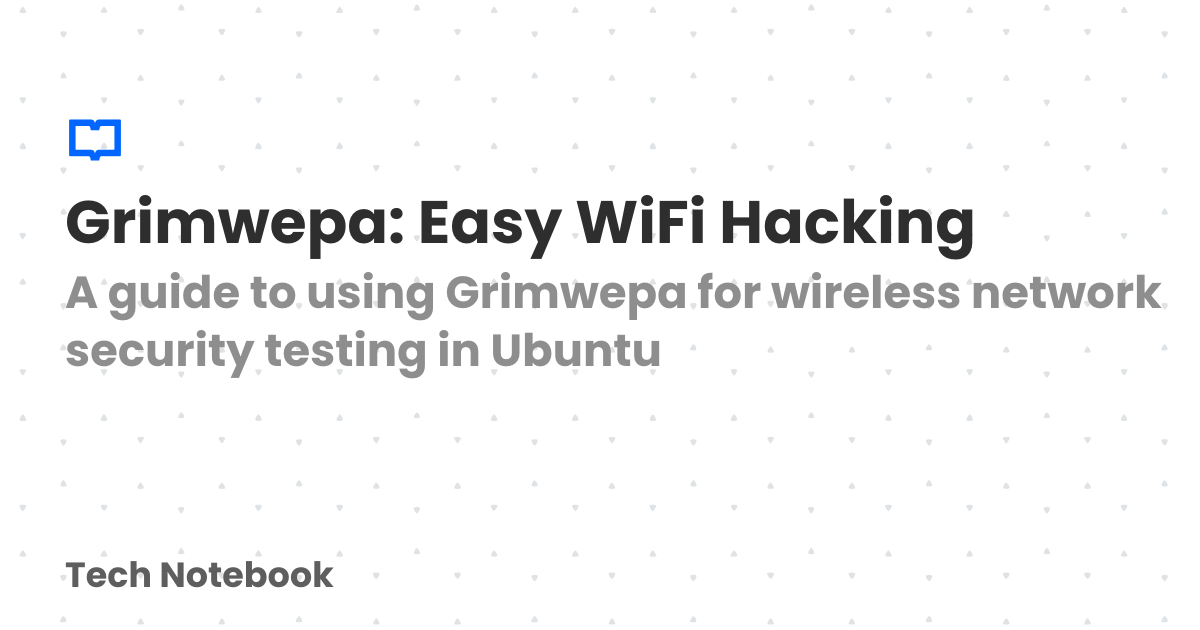 Grimwepa: Easy WiFi Hacking
A guide to using Grimwepa for wireless network
security testing in Ubuntu
Tech Notebook